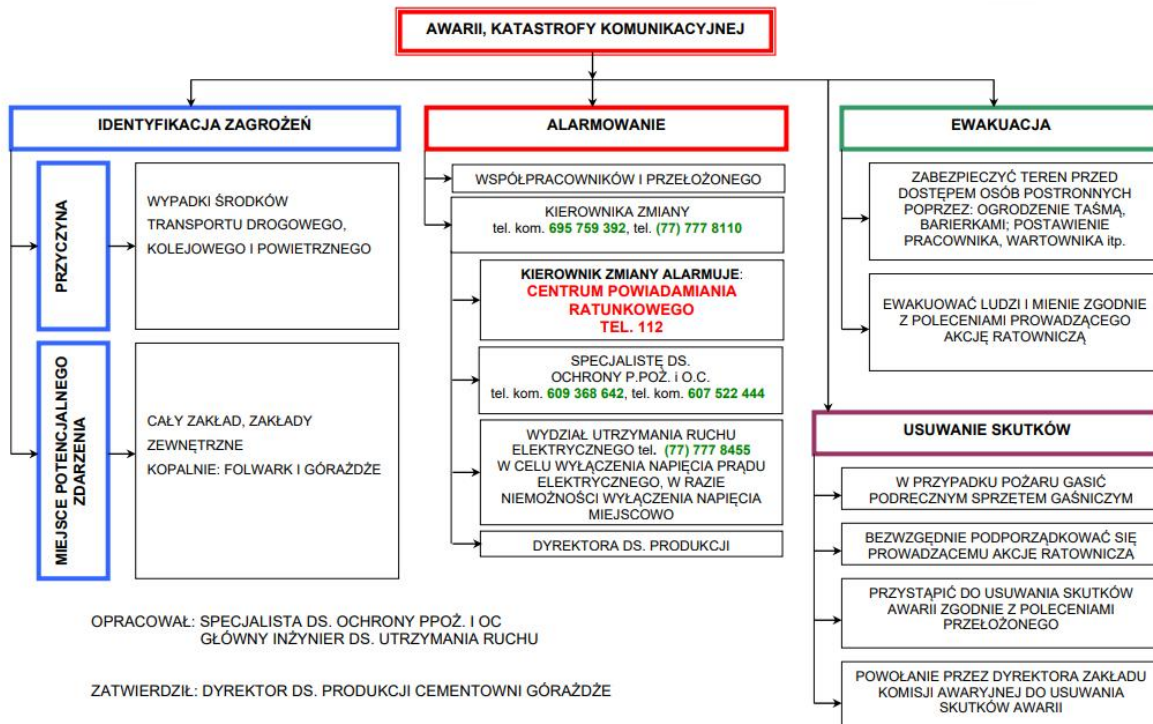 AWARII, KATASTROFY KOMUNIKACYJNEJ
IDENTYFIKACJA ZAGROŻEŃ
PRZYCZYNA
WYPADKI ŚRODKÓW
TRANSPORTU DROGOWEGO,
KOLEJOWEGO I POWIETRZNEGO
MIEJSCE POTENCJALNEGO
ZDARZENIA
CAŁY ZAKŁAD, ZAKŁADY
ZEWNĘTRZNE
KOPALNIE: FOLWARK I GÓRAŻDŻE
ALARMOWANIE
WSPÓŁPRACOWNIKÓW I PRZEŁOŻONEGO
KIEROWNIKA ZMIANY
tel. kom. 695 759 392, tel. (77) 777 8110
KIEROWNIK ZMIANY ALARMUJE:
CENTRUM POWIADAMIANIA
RATUNKOWEGO
TEL. 112
SPECJALISTĘ DS.
OCHRONY P.POŻ. i O.C.
tel. kom. 609 368 642, tel. kom. 607 522 444
WYDZIAŁ UTRZYMANIA RUCHU
ELEKTRYCZNEGO tel. (77) 777 8455
W CELU WYŁĄCZENIA NAPIĘCIA PRĄDU
ELEKTRYCZNEGO, W RAZIE
NIEMOŻNOŚCI WYŁĄCZENIA NAPIĘCIA
MIEJSCOWO
DYREKTORA DS. PRODUKCJI
EWAKUACJA
ZABEZPIECZYĆ TEREN PRZED
DOSTĘPEM OSÓB POSTRONNYCH
POPRZEZ: OGRODZENIE TAŚMĄ,
BARIERKAMI; POSTAWIENIE
PRACOWNIKA, WARTOWNIKA itp.
EWAKUOWAĆ LUDZI I MIENIE ZGODNIE
Z POLECENIAMI PROWADZĄCEGO
AKCJĘ RATOWNICZĄ
USUWANIE SKUTKÓW
W PRZYPADKU POŻARU GASIĆ
PODRĘCZNYM SPRZĘTEM GAŚNICZYM
BEZWZGLĘDNIE PODPORZĄDKOWAĆ SIĘ
PROWADZĄCEMU AKCJĘ RATOWNICZĄ
PRZYSTĄPIĆ DO USUWANIA SKUTKÓW
AWARII ZGODNIE Z POLECENIAMI
PRZEŁOŻONEGO
POWOŁANIE PRZEZ DYREKTORA ZAKŁADU
KOMISJI AWARYJNEJ DO USUWANIA
SKUTKÓW AWARII
OPRACOWAŁ: SPECJALISTA DS. OCHRONY PPOŻ. I OC
GŁÓWNY INŻYNIER DS. UTRZYMANIA RUCHU
ZATWIERDZIŁ: DYREKTOR DS. PRODUKCJI CEMENTOWNI GÓRAŻDŻE